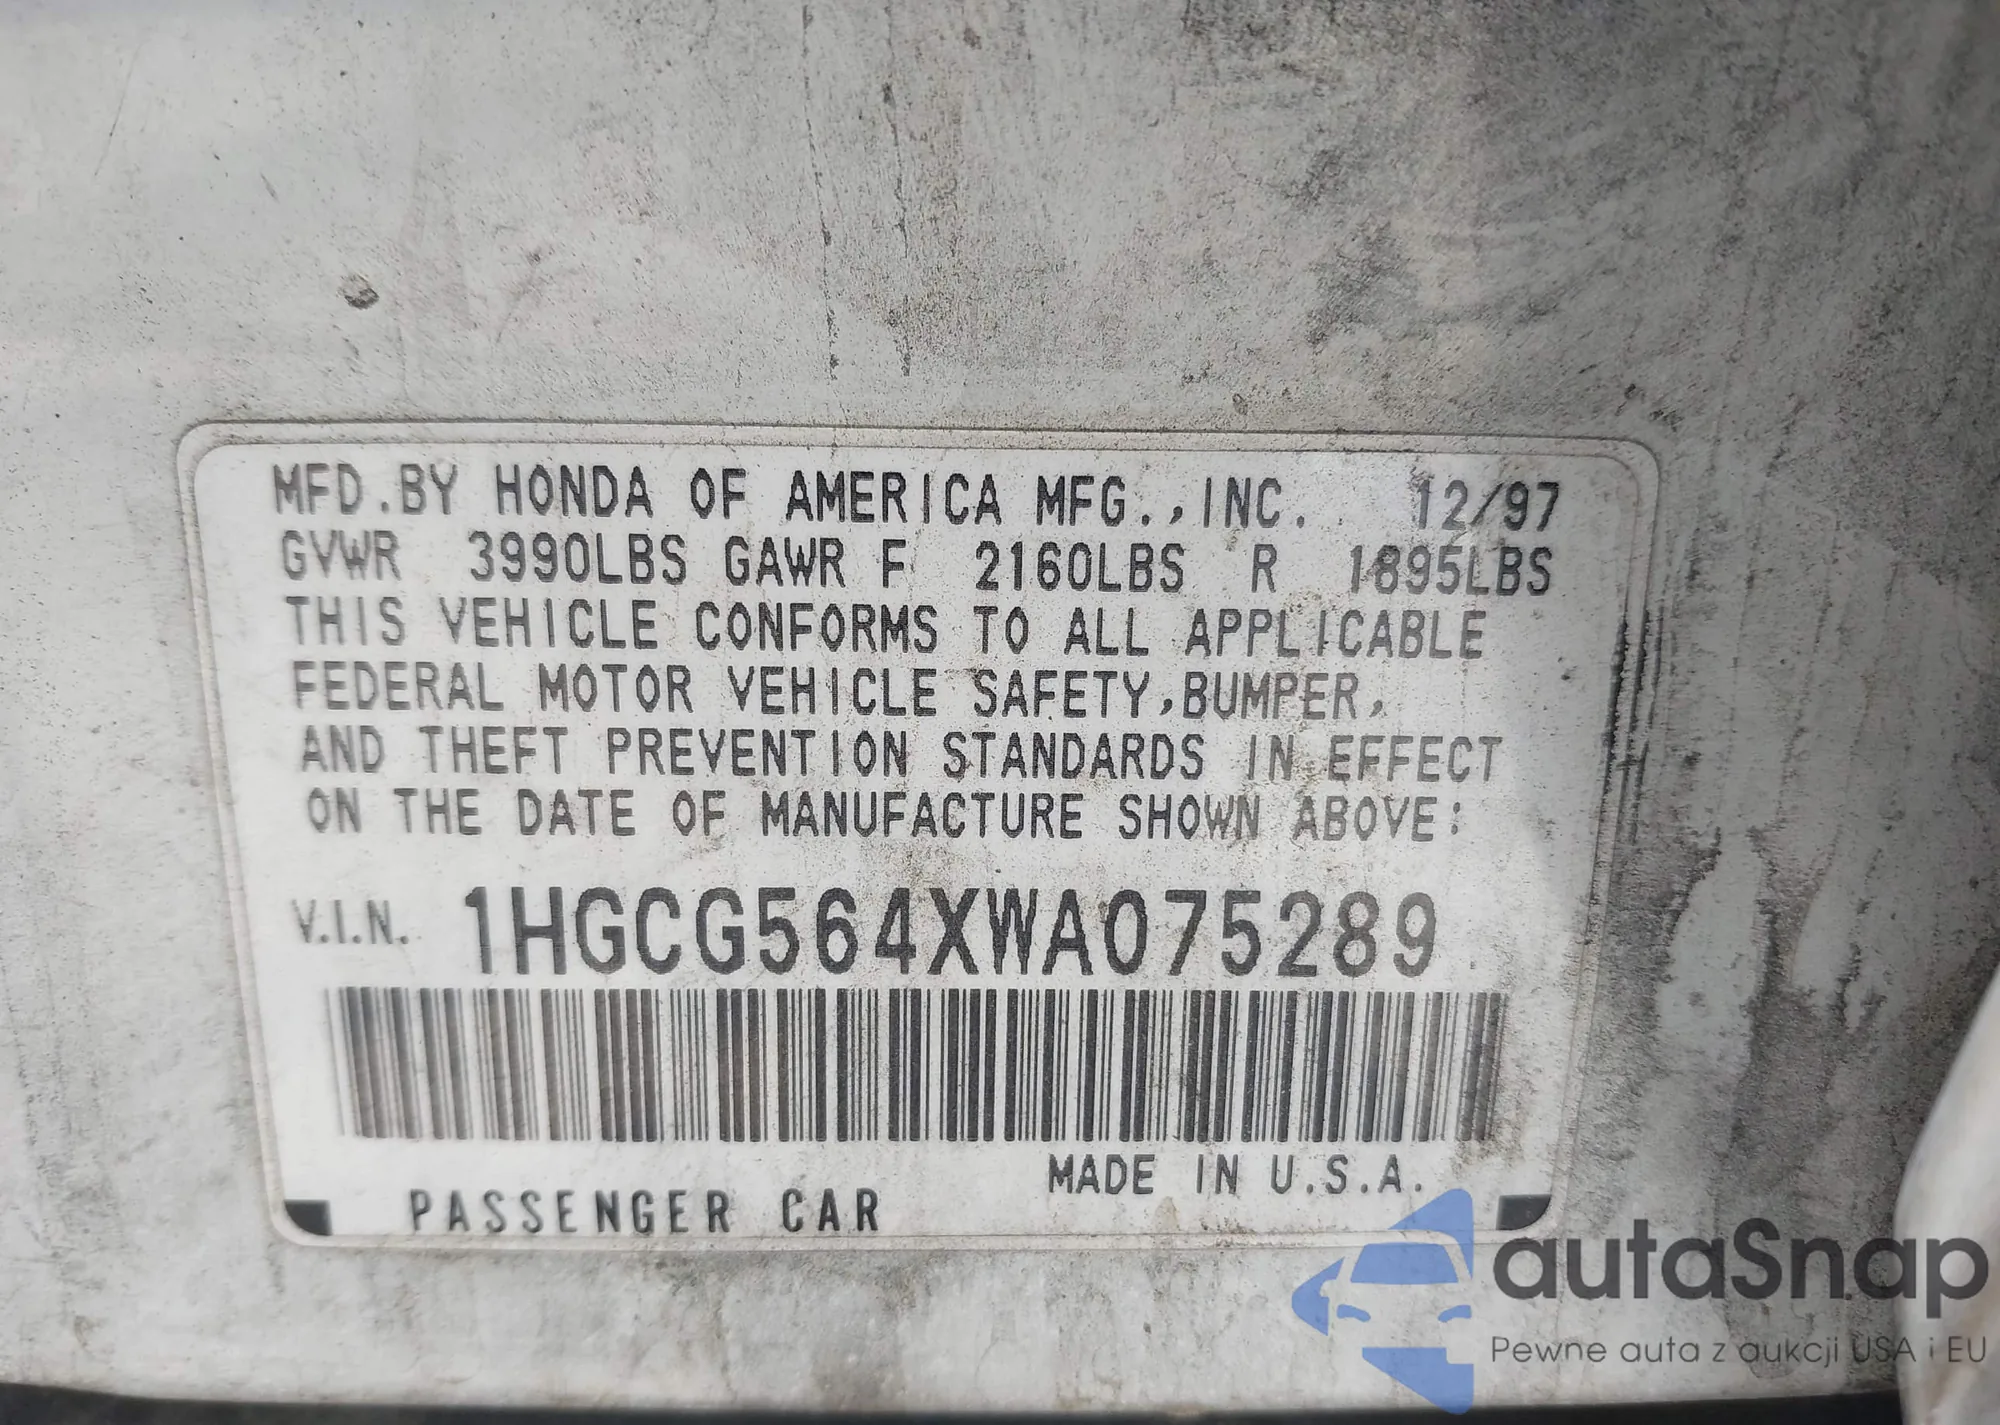 MFD.BY HONDA OF AMERICA MFG.,INC. 12/97
GVWR 3990LBS GAWR F 2160LBS R 1895LBS
THIS VEHICLE CONFORMS TO ALL APPLICABLE
FEDERAL MOTOR VEHICLE SAFETY,BUMPER,
AND THEFT PREVENTION STANDARDS IN EFFECT
ON THE DATE OF MANUFACTURE SHOWN ABOVE:
V.I.N. 1HGCG564XWA075289
MADE IN U.S.A.
PASSENGER CAR
autaSnap
Pewne auta z aukcji USA i EU